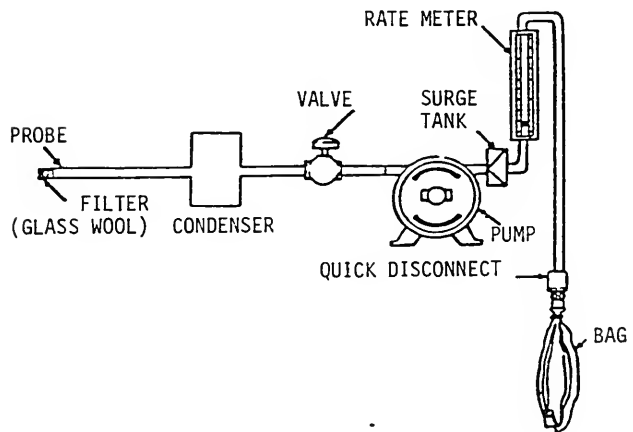 RATE METER
VALVE
SURGE
TANK
PROBE
FILTER
(GLASS WOOL)
CONDENSER
PUMP
QUICK DISCONNECT
BAG